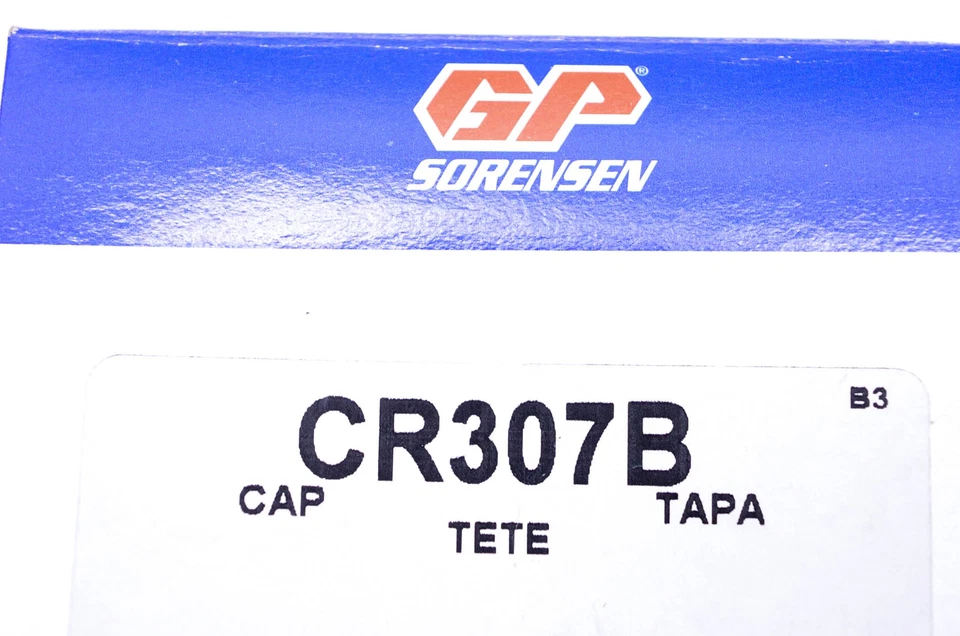 GP®
SORENSEN
B3
CR307B
CAP
TAPA
TETE